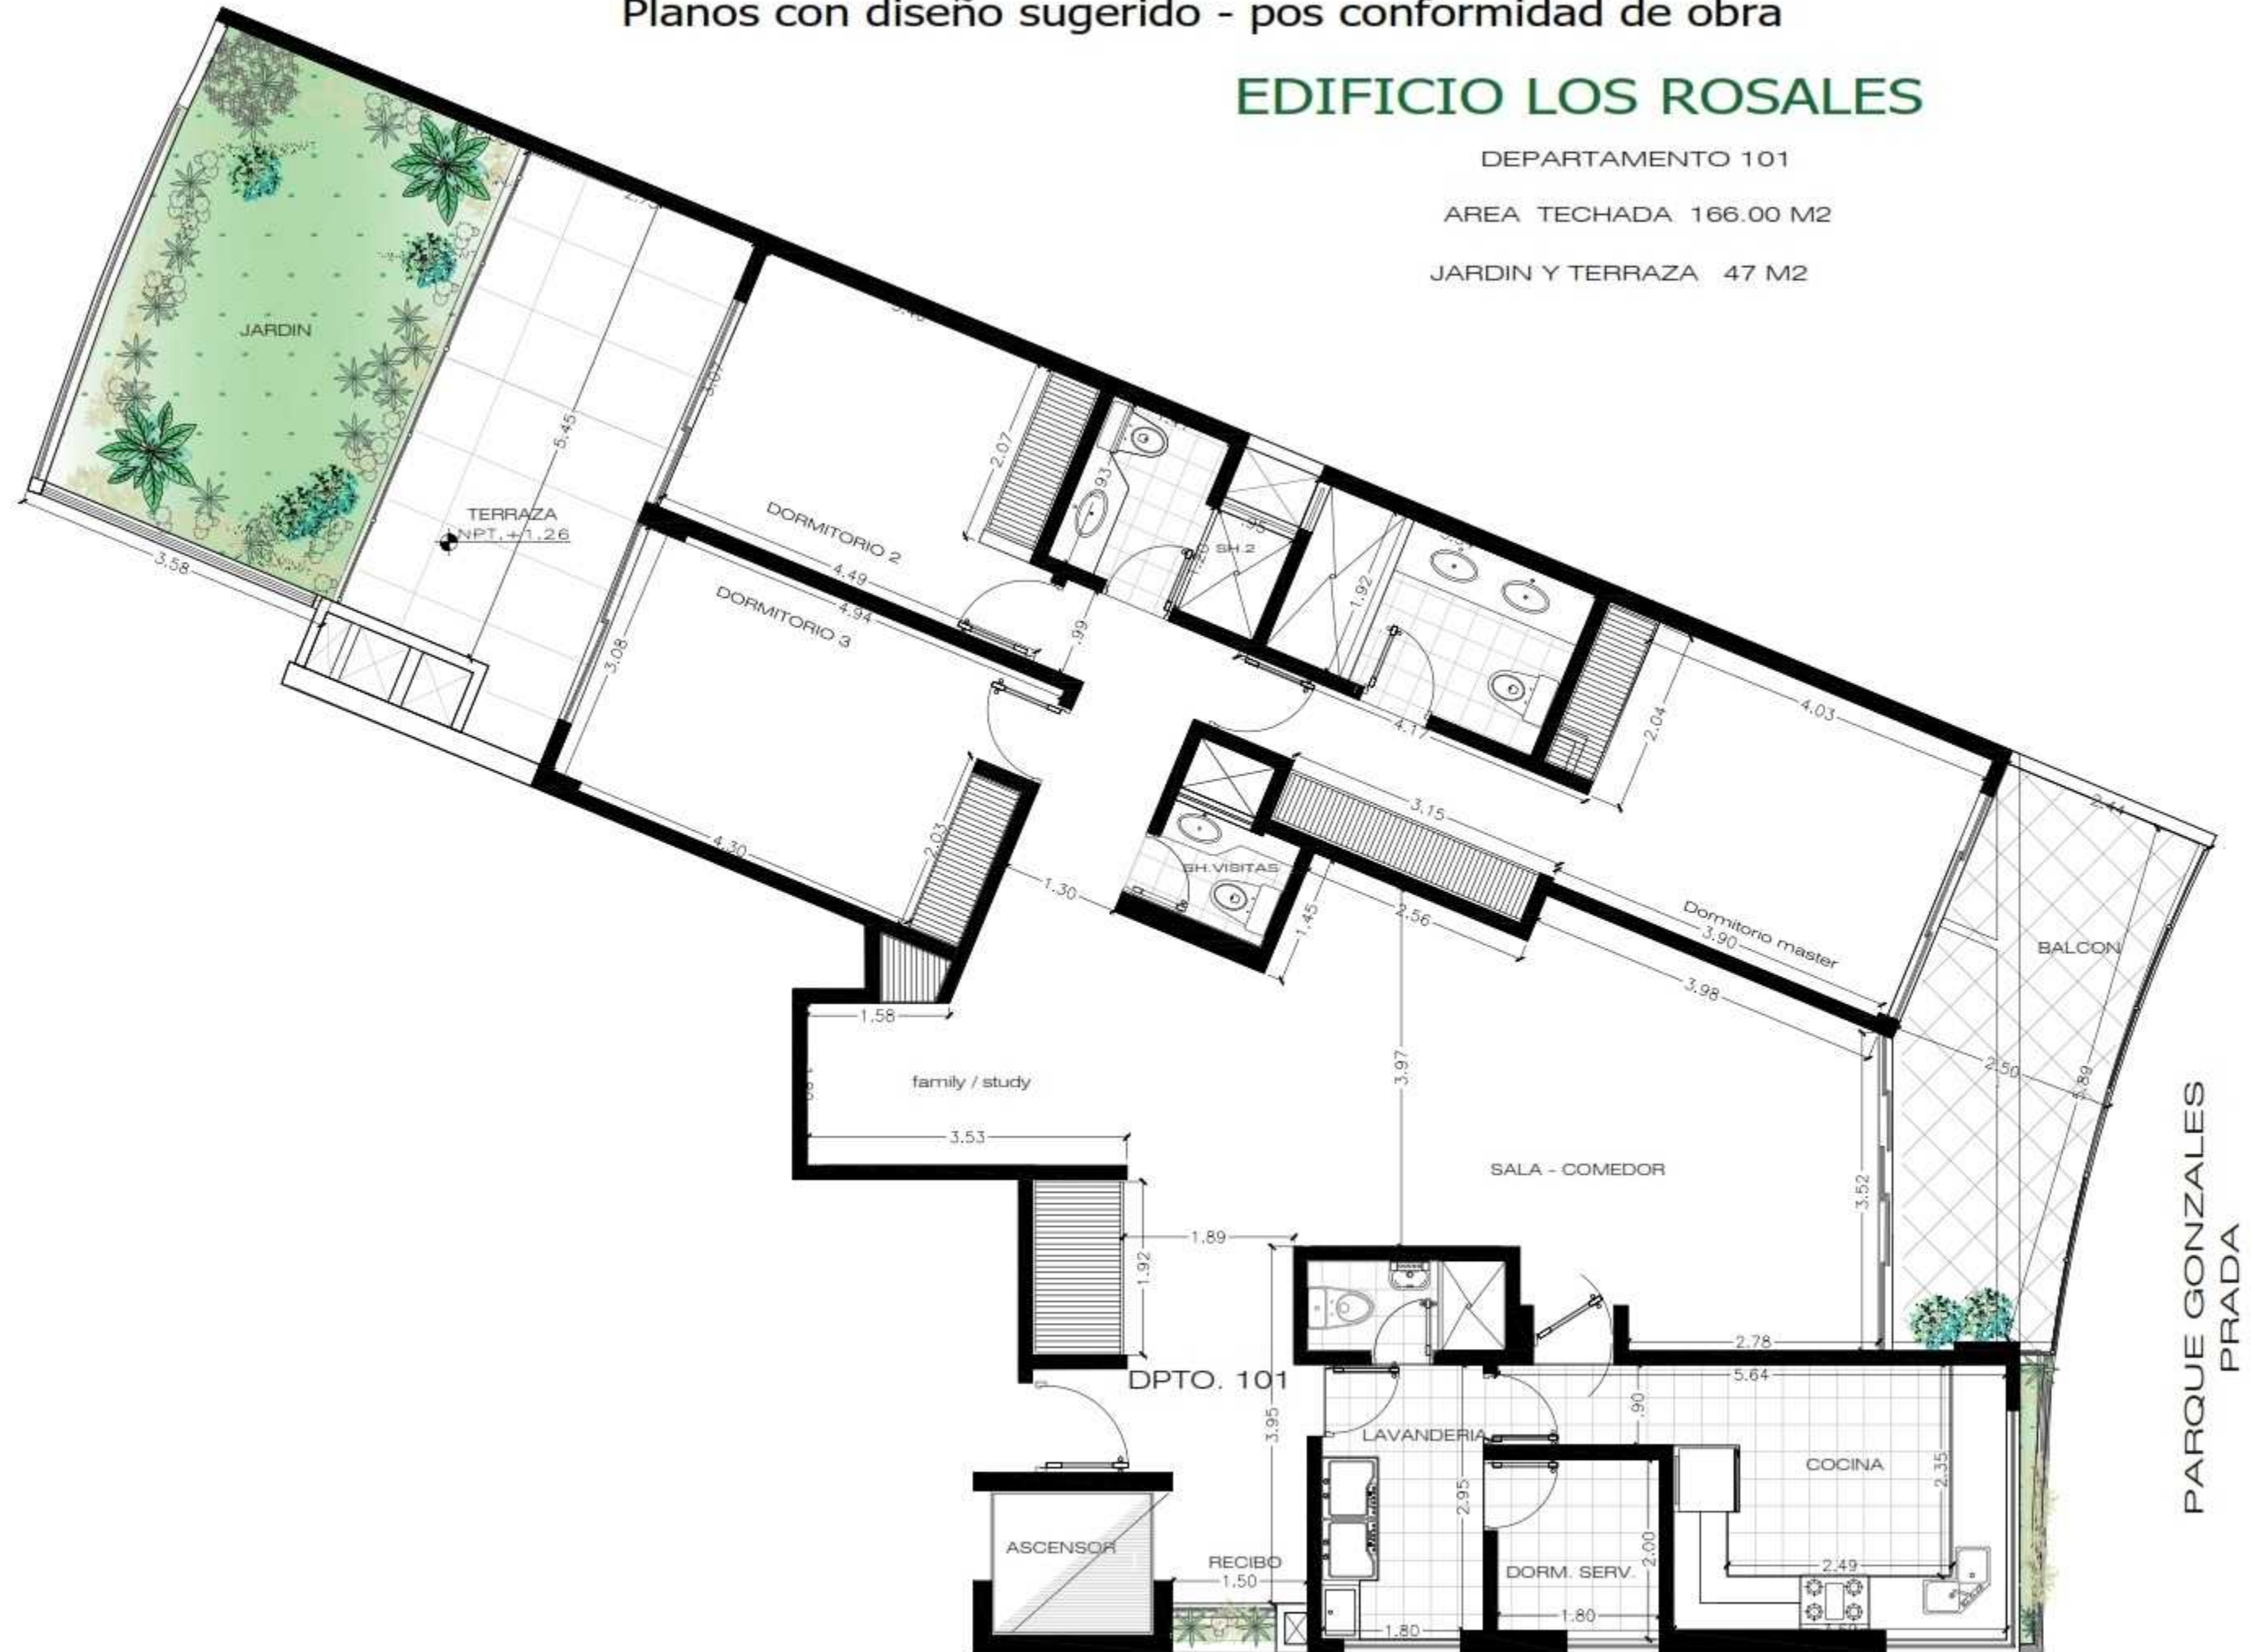 Planos con diseño sugerido - pos conformidad de obra
EDIFICIO LOS ROSALES
DEPARTAMENTO 101
AREA TECHADA 166.00 M2
JARDIN Y TERRAZA 47 M2
JARDIN
5.45
2.07
TERRAZA
NPT.+1.26
3.58
DORMITORIO 2
4.49
4.94
DORMITORIO 3
3.08
.93
SH.2
.95
1.92
.99
4.03
2.04
4.17
3.15
2.44
4.30
2.03
1.30
SH.VISITAS
1.45
2.56
Dormitorio master
3.90
3.98
BALCON
1.58
family / study
3.97
2.50
3.53
SALA - COMEDOR
3.52
1.89
1.92
2.78
DPTO. 101
5.64
3.95
.90
LAVANDERIA
COCINA
2.35
2.95
ASCENSOR
RECIBO
1.50
DORM. SERV.
2.00
2.49
1.80
1.80
PARQUE GONZALES
PRADA